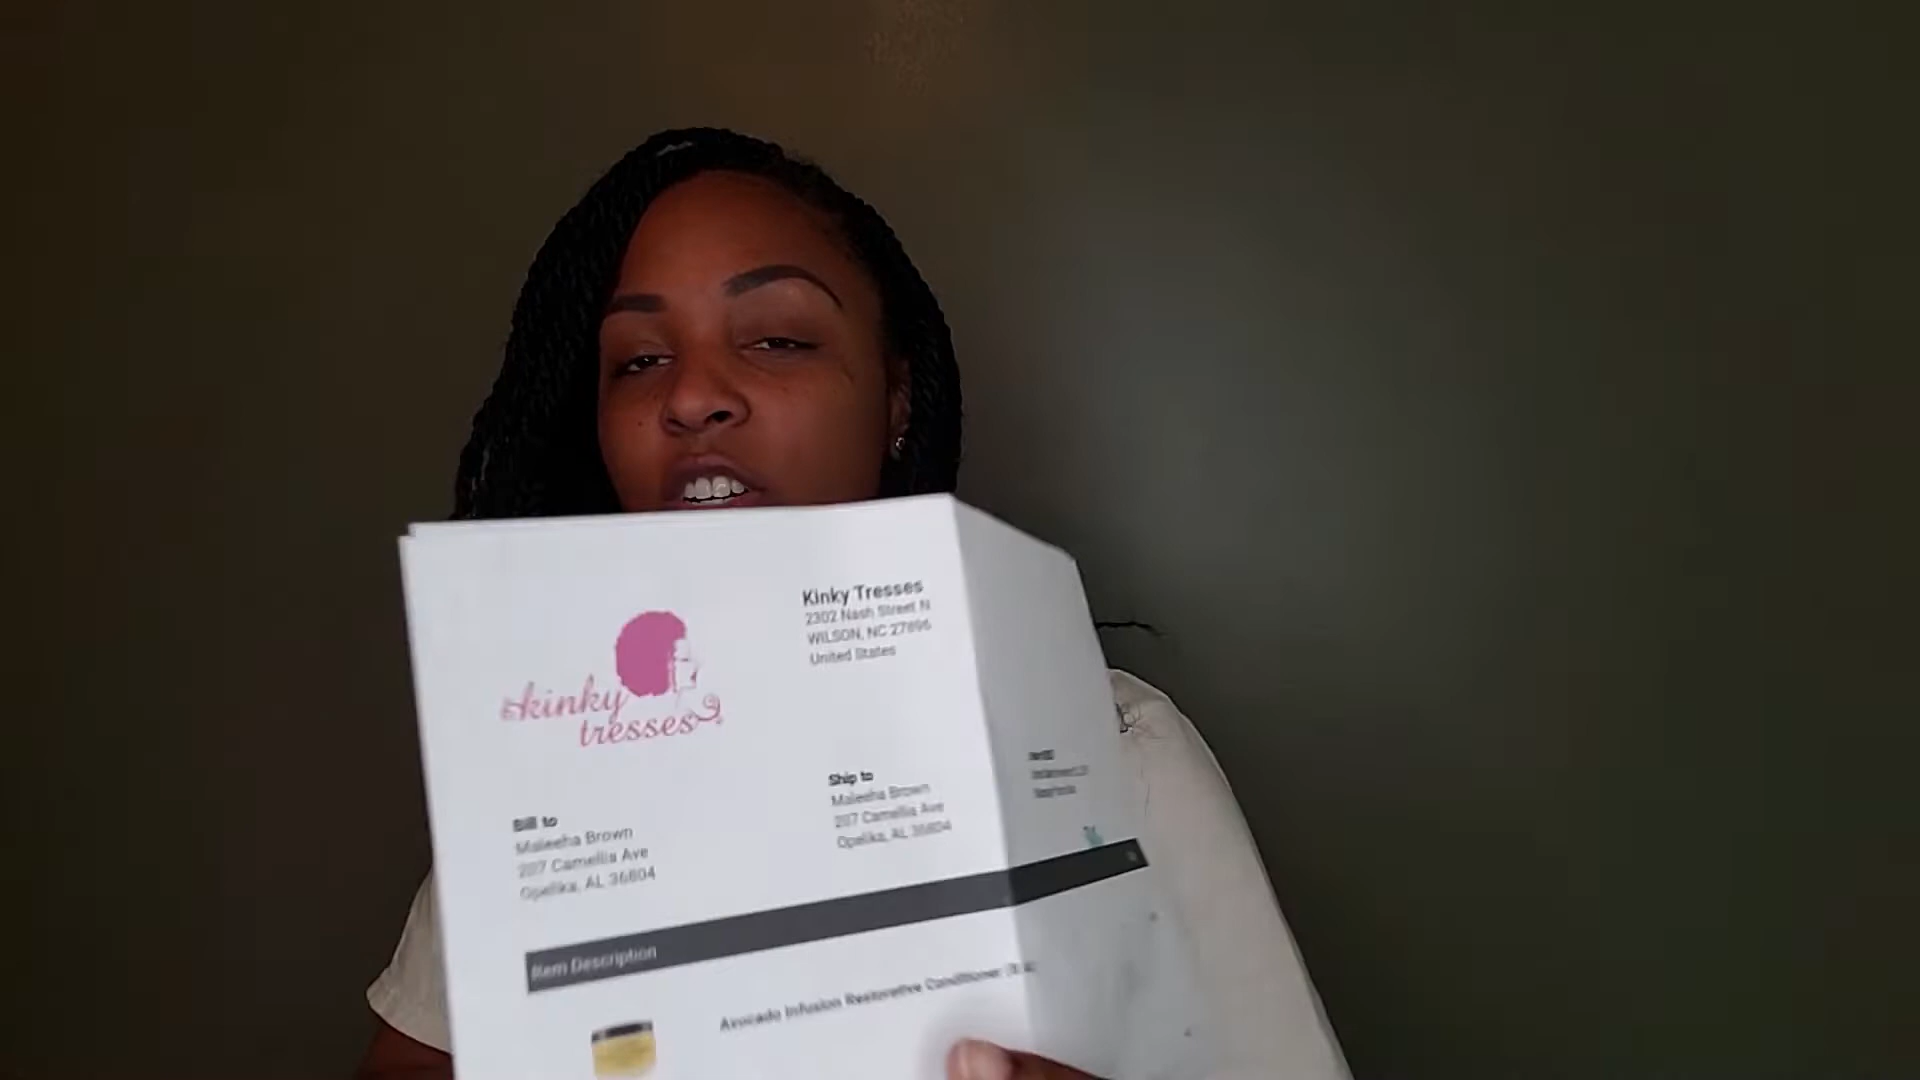 Kinky Tresses
2302 Nash Street N
WILSON, NC 27896
United States
kinky
tresses
Ship to
Maleeha Brown
207 Camellia Ave
Opelika, AL 36804
Bill to
Maleeha Brown
207 Camellia Ave
Opelika, AL 36804
Item Description
Avocado Infusion Restorative Conditioner